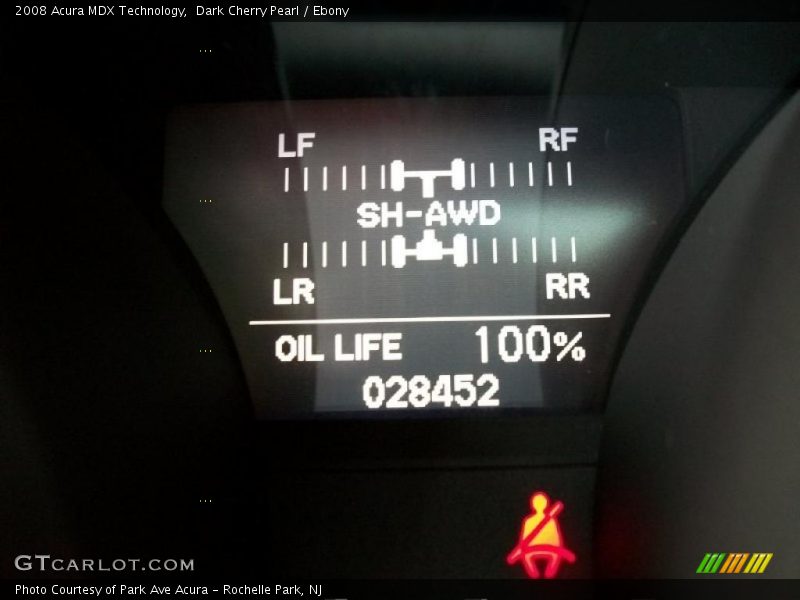 2008 Acura MDX Technology,  Dark Cherry Pearl / Ebony
LF RF
SH-AWD
LR RR
OIL LIFE 100%
028452
GTCARLOT.COM
Photo Courtesy of Park Ave Acura - Rochelle Park, NJ